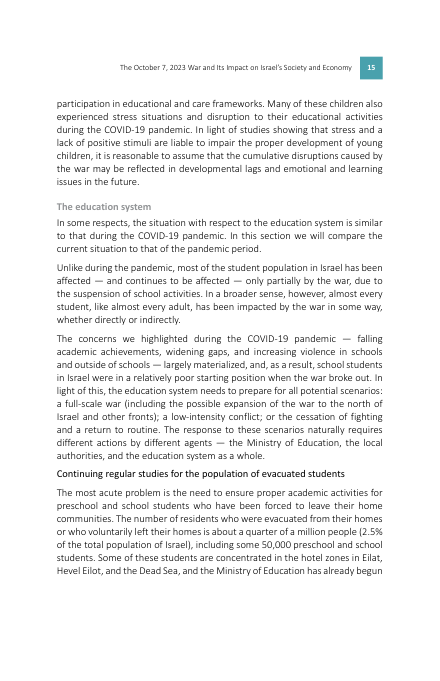 The October 7, 2023 War and Its Impact on Israel's Society and Economy 15
participation in educational and care frameworks. Many of these children also
experienced stress situations and disruption to their educational activities
during the COVID-19 pandemic. In light of studies showing that stress and a
lack of positive stimuli are liable to impair the proper development of young
children, it is reasonable to assume that the cumulative disruptions caused by
the war may be reflected in developmental lags and emotional and learning
issues in the future.
The education system
In some respects, the situation with respect to the education system is similar
to that during the COVID-19 pandemic. In this section we will compare the
current situation to that of the pandemic period.
Unlike during the pandemic, most of the student population in Israel has been
affected — and continues to be affected — only partially by the war, due to
the suspension of school activities. In a broader sense, however, almost every
student, like almost every adult, has been impacted by the war in some way,
whether directly or indirectly.
The concerns we highlighted during the COVID-19 pandemic — falling
academic achievements, widening gaps, and increasing violence in schools
and outside of schools — largely materialized, and, as a result, school students
in Israel were in a relatively poor starting position when the war broke out. In
light of this, the education system needs to prepare for all potential scenarios:
a full-scale war (including the possible expansion of the war to the north of
Israel and other fronts); a low-intensity conflict; or the cessation of fighting
and a return to routine. The response to these scenarios naturally requires
different actions by different agents — the Ministry of Education, the local
authorities, and the education system as a whole.
Continuing regular studies for the population of evacuated students
The most acute problem is the need to ensure proper academic activities for
preschool and school students who have been forced to leave their home
communities. The number of residents who were evacuated from their homes
or who voluntarily left their homes is about a quarter of a million people (2.5%
of the total population of Israel), including some 50,000 preschool and school
students. Some of these students are concentrated in the hotel zones in Eilat,
Hevel Eilot, and the Dead Sea, and the Ministry of Education has already begun